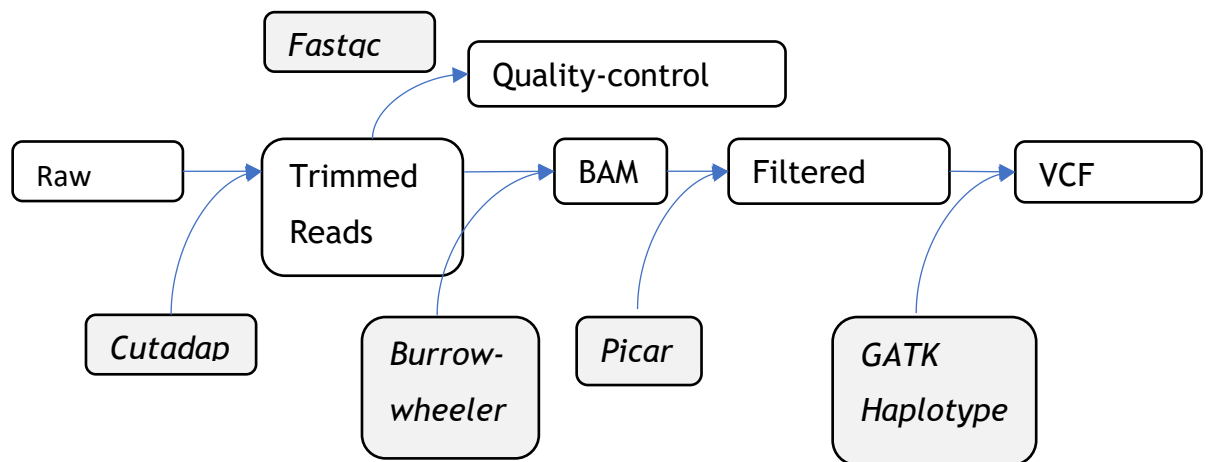 Fastqc
Quality-control
Raw
Trimmed
Reads
BAM
Filtered
VCF
Cutadap
Burrow-
wheeler
Picar
GATK
Haplotype